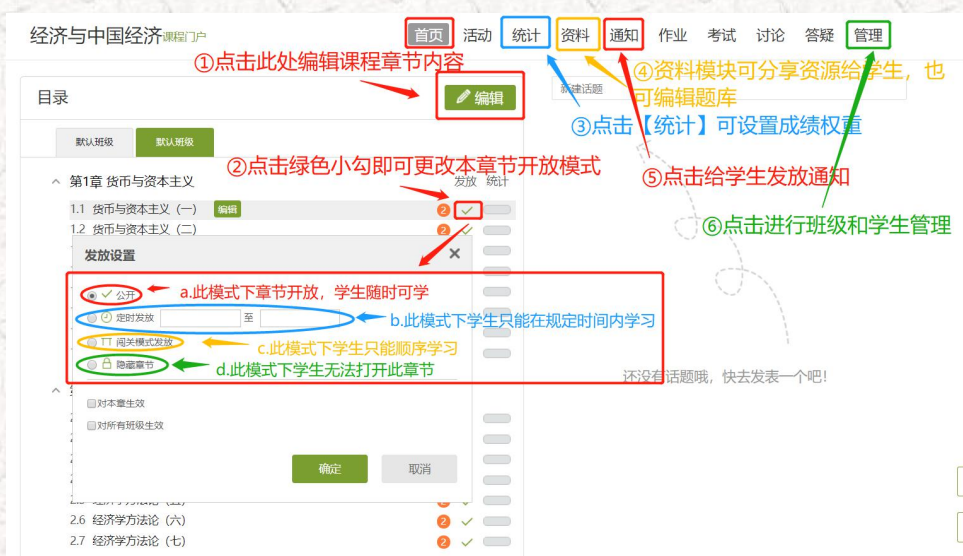 经济与中国经济课程门户
首页 活动 统计 资料 通知 作业 考试 讨论 答疑 管理
①点击此处编辑课程章节内容
④资料模块可分享资源给学生，也
可编辑题库
目录
编辑
新建话题
③点击【统计】可设置成绩权重
默认班级 默认班级
②点击绿色小勾即可更改本章节开放模式
⑤点击给学生发放通知
第1章 货币与资本主义
发放 统计
1.1 货币与资本主义（一） 编辑 2
1.2 货币与资本主义（二） 2
⑥点击进行班级和学生管理
发放设置
公开
a.此模式下章节开放，学生随时可学
定时发放 至
b.此模式下学生只能在规定时间内学习
闯关模式发放
c.此模式下学生只能顺序学习
隐藏章节
d.此模式下学生无法打开此章节
还没有话题哦，快去发表一个吧！
对本章生效
对所有班级生效
确定 取消
2.6 经济学方法论（六） 2
2.7 经济学方法论（七） 2